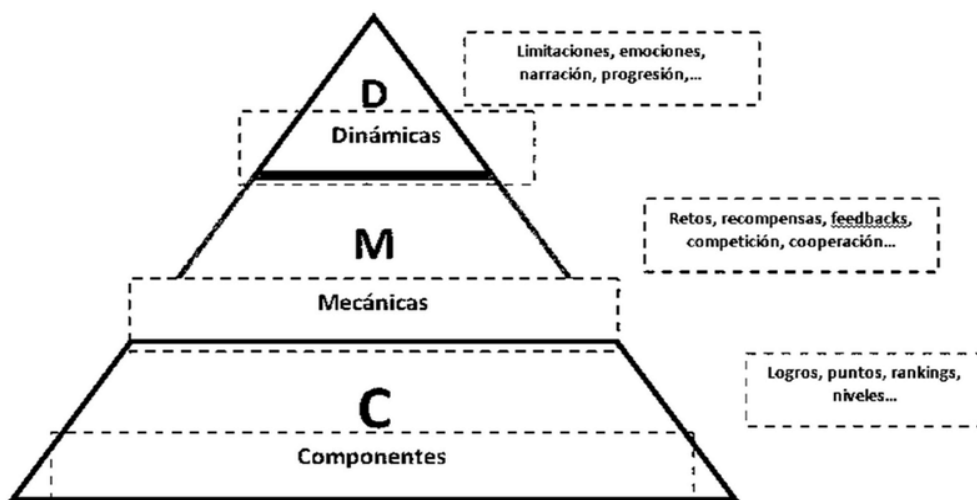 D
Dinámicas
Limitaciones, emociones,
narración, progresión,...
M
Mecánicas
Retos, recompensas, feedbacks,
competición, cooperación...
C
Componentes
Logros, puntos, rankings,
niveles...